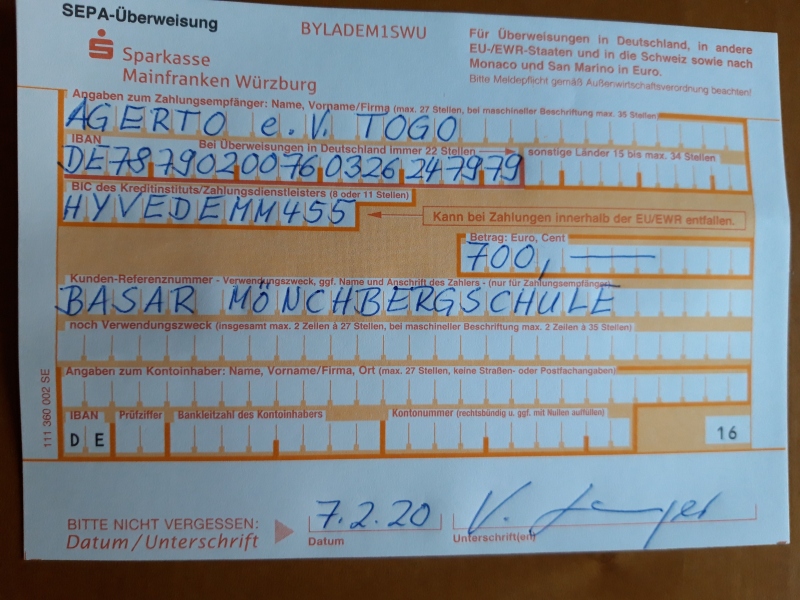 SEPA-Überweisung
BYLADEM1SWU
Für Überweisungen in Deutschland, in andere
EU-/EWR-Staaten und in die Schweiz sowie nach
Monaco und San Marino in Euro.
Bitte Meldepflicht gemäß Außenwirtschaftsverordnung beachten!
Sparkasse
Mainfranken Würzburg
Angaben zum Zahlungsempfänger: Name, Vorname/Firma (max. 27 Stellen, bei maschineller Beschriftung max. 35 Stellen)
AGERTO e.V. TOGO
IBAN Bei Überweisungen in Deutschland immer 22 Stellen sonstige Länder 15 bis max. 34 Stellen
DE78790200760326247979
BIC des Kreditinstituts/Zahlungsdienstleisters (8 oder 11 Stellen)
HYVEDEMM455
Kann bei Zahlungen innerhalb der EU/EWR entfallen.
Betrag: Euro, Cent
700,—
Kunden-Referenznummer - Verwendungszweck, ggf. Name und Anschrift des Zahlers - (nur für Zahlungsempfänger)
BASAR MÖNCHBERGSCHULE
noch Verwendungszweck (insgesamt max. 2 Zeilen à 27 Stellen, bei maschineller Beschriftung max. 2 Zeilen à 35 Stellen)
Angaben zum Kontoinhaber: Name, Vorname/Firma, Ort (max. 27 Stellen, keine Straßen- oder Postfachangaben)
IBAN Prüfziffer Bankleitzahl des Kontoinhabers Kontonummer (rechtsbündig u. ggf. mit Nullen auffüllen)
DE 16
111 360 002 SE
BITTE NICHT VERGESSEN:
Datum/Unterschrift
7.2.20
Datum
Unterschrift(en)